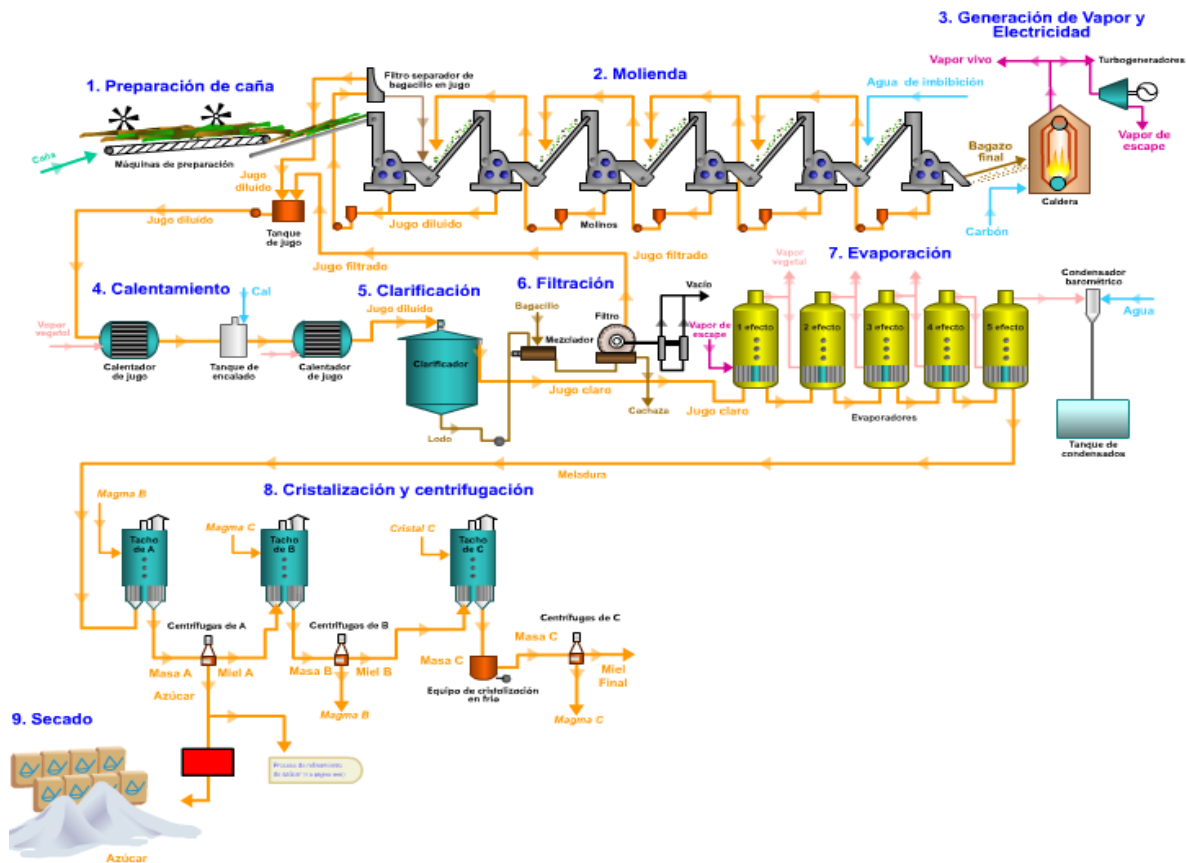 3. Generación de Vapor y
Electricidad
Vapor vivo
Turbogeneradores
Vapor de
escape
1. Preparación de caña
Filtro separador de
bagacillo en jugo
2. Molienda
Agua de imbibición
Caña
Máquinas de preparación
Bagazo
final
Caldera
Carbón
Jugo
diluido
Jugo diluido
Tanque
de jugo
Jugo diluido
Molinos
Jugo filtrado
Jugo filtrado
4. Calentamiento
Cal
Vapor
vegetal
Calentador
de jugo
Tanque de
encalado
Calentador
de jugo
5. Clarificación
Jugo diluido
Clarificador
Lodo
6. Filtración
Bagacillo
Mezclador
Filtro
Vacío
Cachaza
Jugo claro
Jugo claro
7. Evaporación
Vapor
vegetal
Vapor de
escape
1 efecto
2 efecto
3 efecto
4 efecto
5 efecto
Evaporadores
Condensador
barométrico
Agua
Tanque de
condensados
Meladura
8. Cristalización y centrifugación
Magma B
Tacho
de A
Magma C
Tacho
de B
Cristal C
Tacho
de C
Centrífugas de A
Masa A
Miel A
Azúcar
Centrífugas de B
Masa B
Miel B
Magma B
Masa C
Equipo de cristalización
en frío
Masa C
Centrífugas de C
Miel
Final
Magma C
9. Secado
Proceso de refinamiento
de azúcar
Azúcar